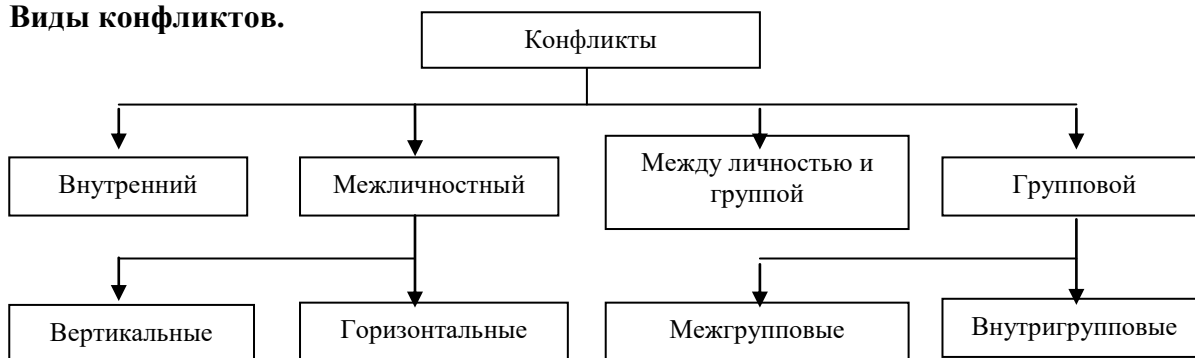 Виды конфликтов.
Конфликты
Внутренний
Межличностный
Между личностью и
группой
Групповой
Вертикальные
Горизонтальные
Межгрупповые
Внутригрупповые